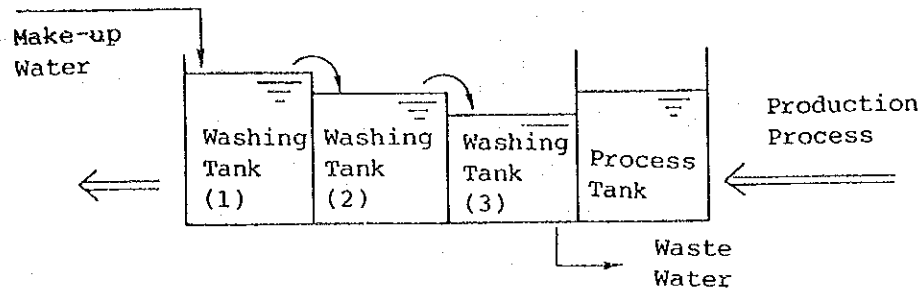 Make-up
Water
Washing
Tank
(1)
Washing
Tank
(2)
Washing
Tank
(3)
Process
Tank
Production
Process
Waste
Water